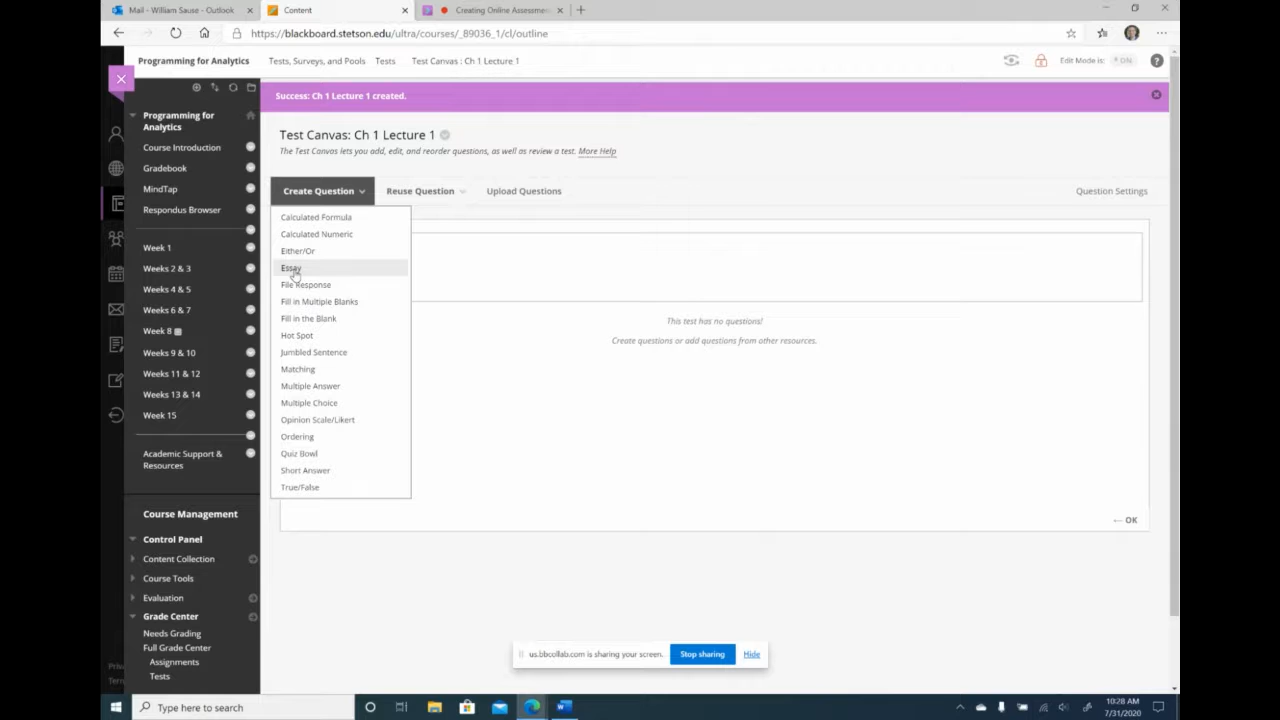 Mail - William Sause - Outlook
Content
Creating Online Assessmen
https://blackboard.stetson.edu/ultra/courses/_89036_1/cl/outline
Programming for Analytics
Tests, Surveys, and Pools
Tests
Test Canvas : Ch 1 Lecture 1
Edit Mode is:
ON
?
Success: Ch 1 Lecture 1 created.
Programming for
Analytics
Course Introduction
Gradebook
MindTap
Respondus Browser
Week 1
Weeks 2 & 3
Weeks 4 & 5
Weeks 6 & 7
Week 8
Weeks 9 & 10
Weeks 11 & 12
Weeks 13 & 14
Week 15
Academic Support &
Resources
Course Management
Control Panel
Content Collection
Course Tools
Evaluation
Grade Center
Needs Grading
Full Grade Center
Assignments
Tests
Priv
Tern
Test Canvas: Ch 1 Lecture 1
The Test Canvas lets you add, edit, and reorder questions, as well as review a test. More Help
Create Question
Reuse Question
Upload Questions
Question Settings
Calculated Formula
Calculated Numeric
Either/Or
Essay
File Response
Fill in Multiple Blanks
Fill in the Blank
Hot Spot
Jumbled Sentence
Matching
Multiple Answer
Multiple Choice
Opinion Scale/Likert
Ordering
Quiz Bowl
Short Answer
True/False
This test has no questions!
Create questions or add questions from other resources.
← OK
us.bbcollab.com is sharing your screen.
Stop sharing
Hide
Type here to search
10:28 AM
7/31/2020